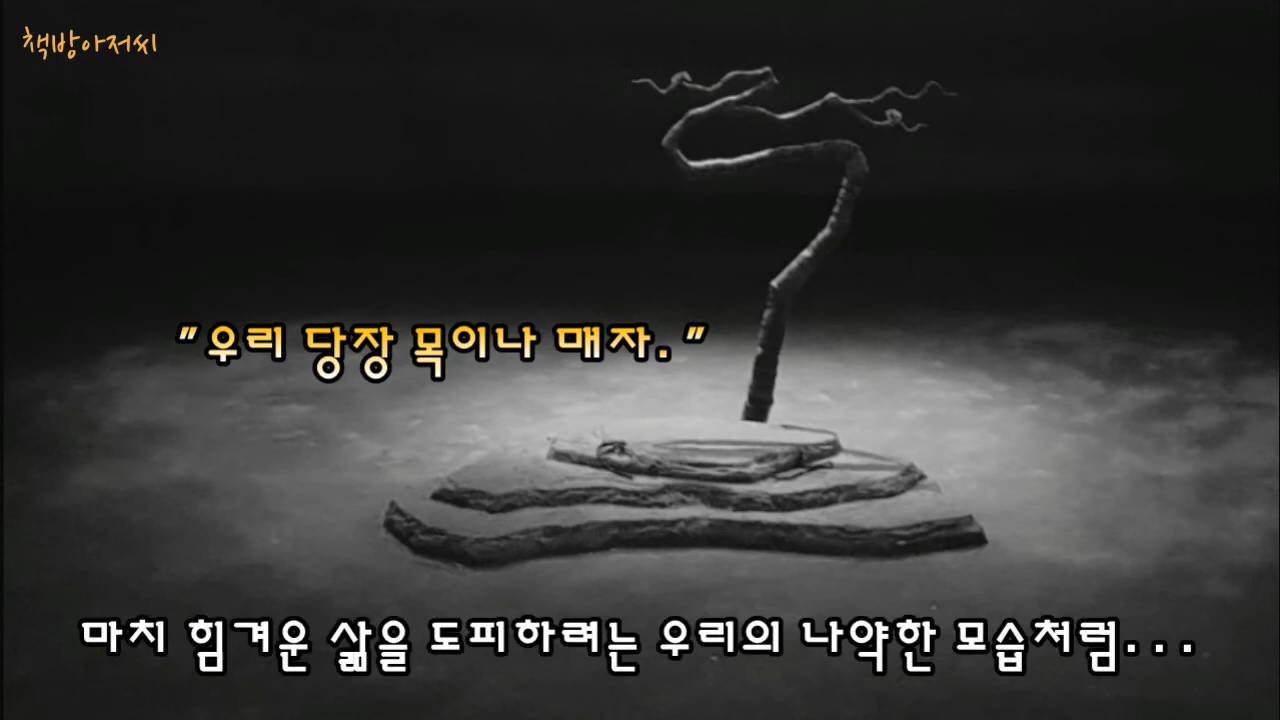 책방아저씨
"우리 당장 목이나 매자."
마치 힘겨운 삶을 도피하려는 우리의 나약한 모습처럼...